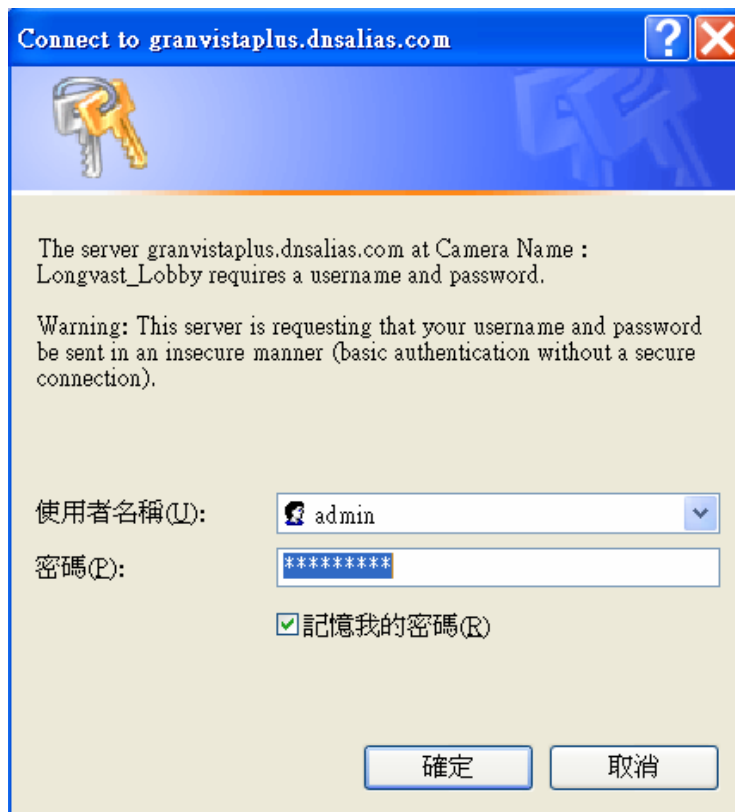 Connect to granvistaplus.dnsalias.com
The server granvistaplus.dnsalias.com at Camera Name :
Longvast_Lobby requires a username and password.
Warning: This server is requesting that your username and password
be sent in an insecure manner (basic authentication without a secure
connection).
使用者名稱(U):
admin
密碼(P):
*********
記憶我的密碼(R)
確定
取消